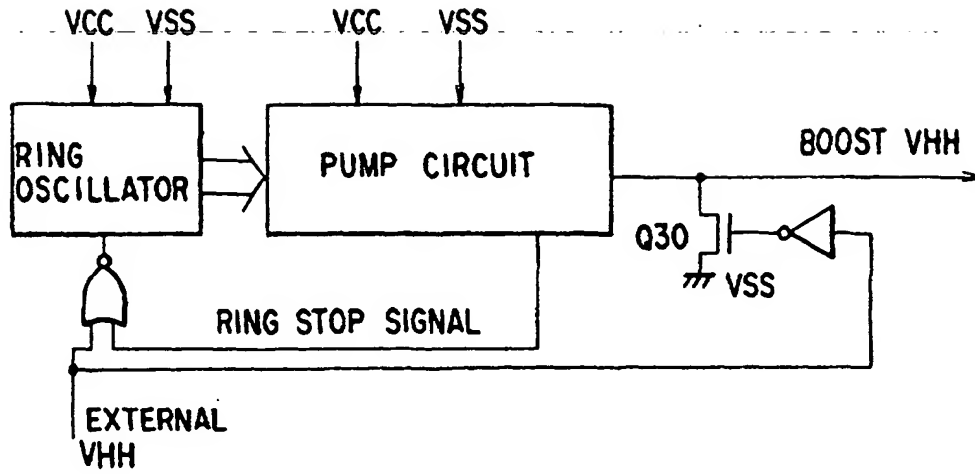 VCC VSS VCC VSS
RING
OSCILLATOR
PUMP CIRCUIT
BOOST VHH
Q30
VSS
RING STOP SIGNAL
EXTERNAL
VHH